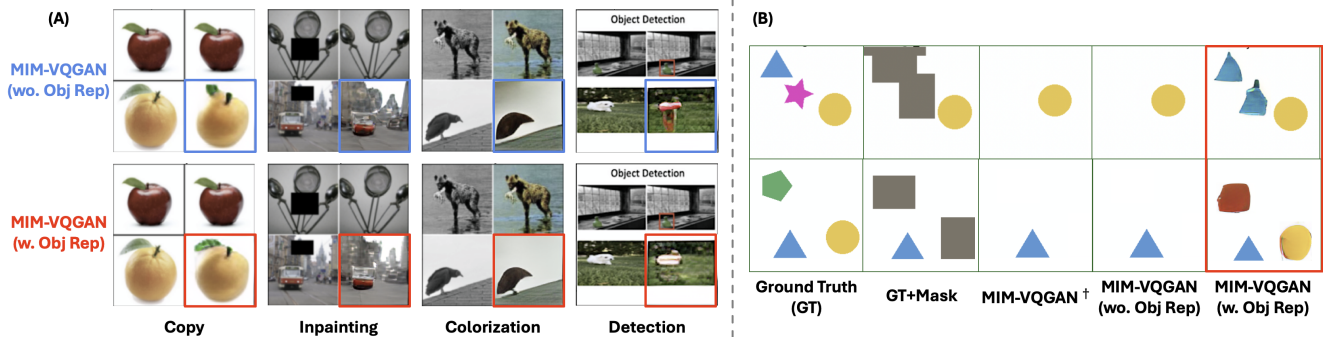 (A)
MIM-VQGAN
(wo. Obj Rep)
Object Detection
MIM-VQGAN
(w. Obj Rep)
Object Detection
Copy
Inpainting
Colorization
Detection
(B)
Ground Truth
(GT)
GT+Mask
MIM-VQGAN †
MIM-VQGAN
(wo. Obj Rep)
MIM-VQGAN
(w. Obj Rep)